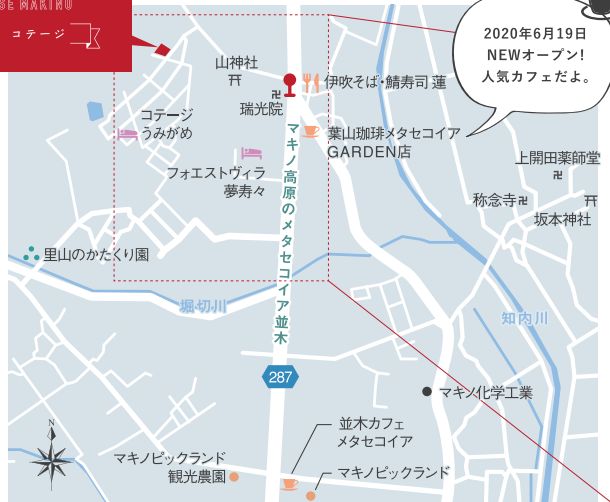 SE MAKINO
コテージ
2020年6月19日
NEWオープン!
人気カフェだよ。
山神社
伊吹そば・鯖寿司 蓮
瑞光院
コテージ
うみがめ
葉山珈琲メタセコイア
GARDEN店
フォエストヴィラ
夢寿々
上開田薬師堂
称念寺
坂本神社
マキノ高原のメタセコイア並木
里山のかたくり園
堀切川
知内川
287
マキノ化学工業
並木カフェ
メタセコイア
N
マキノピックランド
観光農園
マキノピックランド